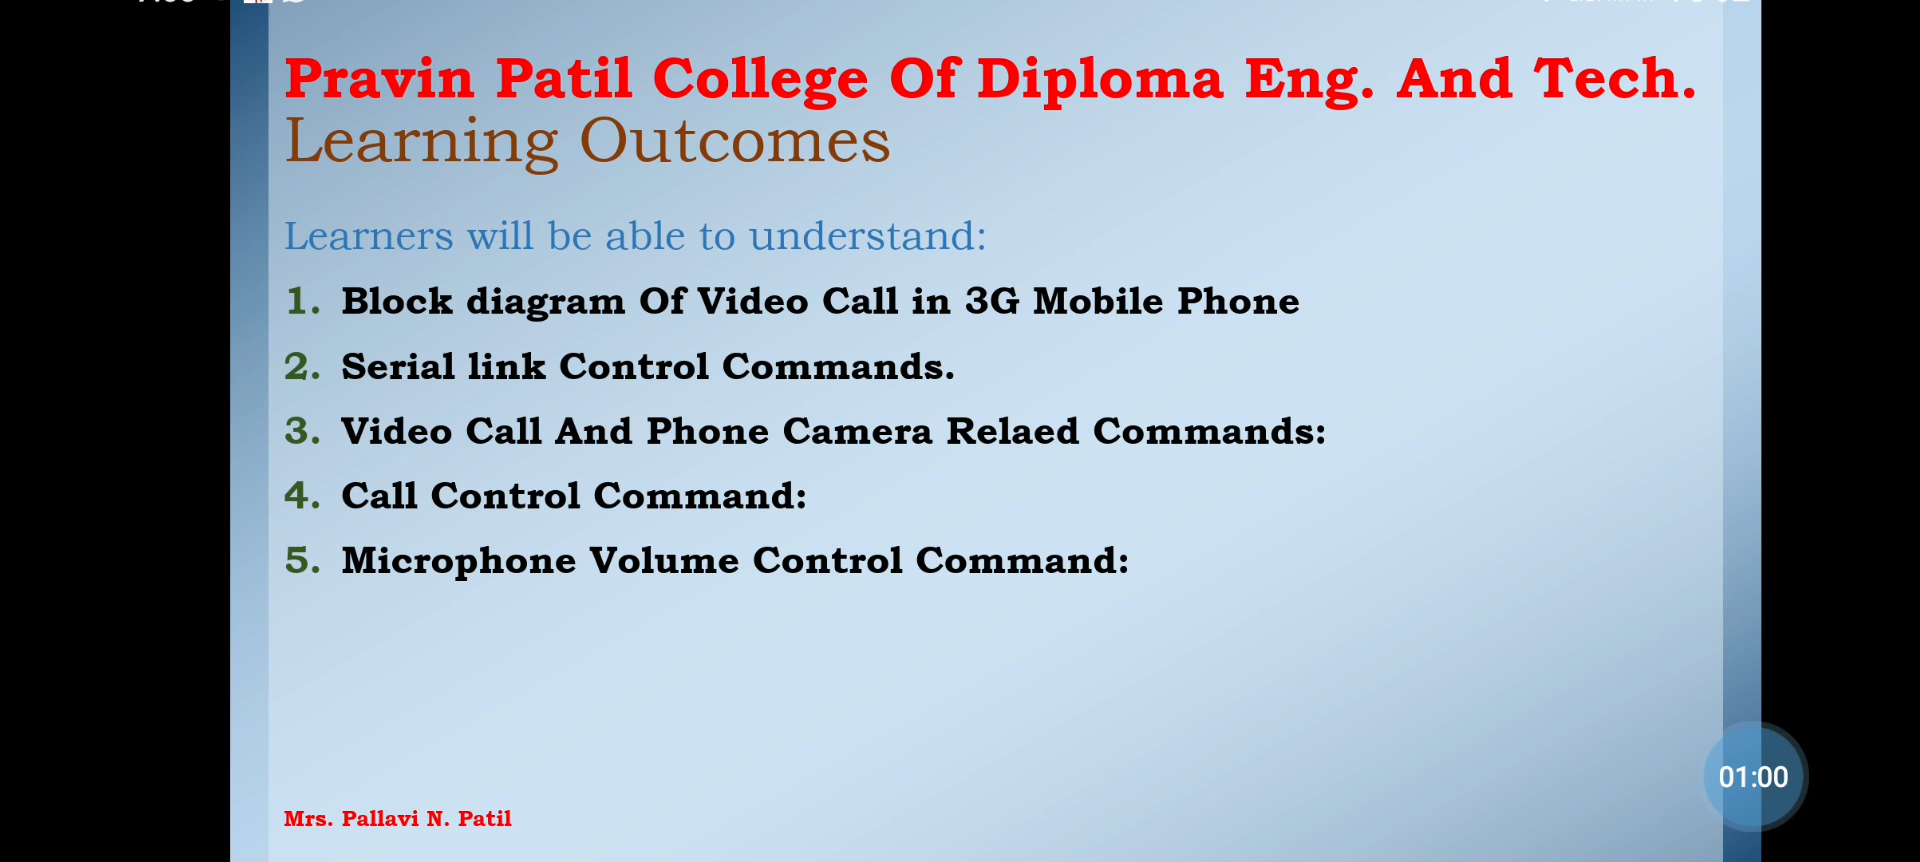 Pravin Patil College Of Diploma Eng. And Tech.
Learning Outcomes
Learners will be able to understand:
1. Block diagram Of Video Call in 3G Mobile Phone
2. Serial link Control Commands.
3. Video Call And Phone Camera Relaed Commands:
4. Call Control Command:
5. Microphone Volume Control Command:
01:00
Mrs. Pallavi N. Patil